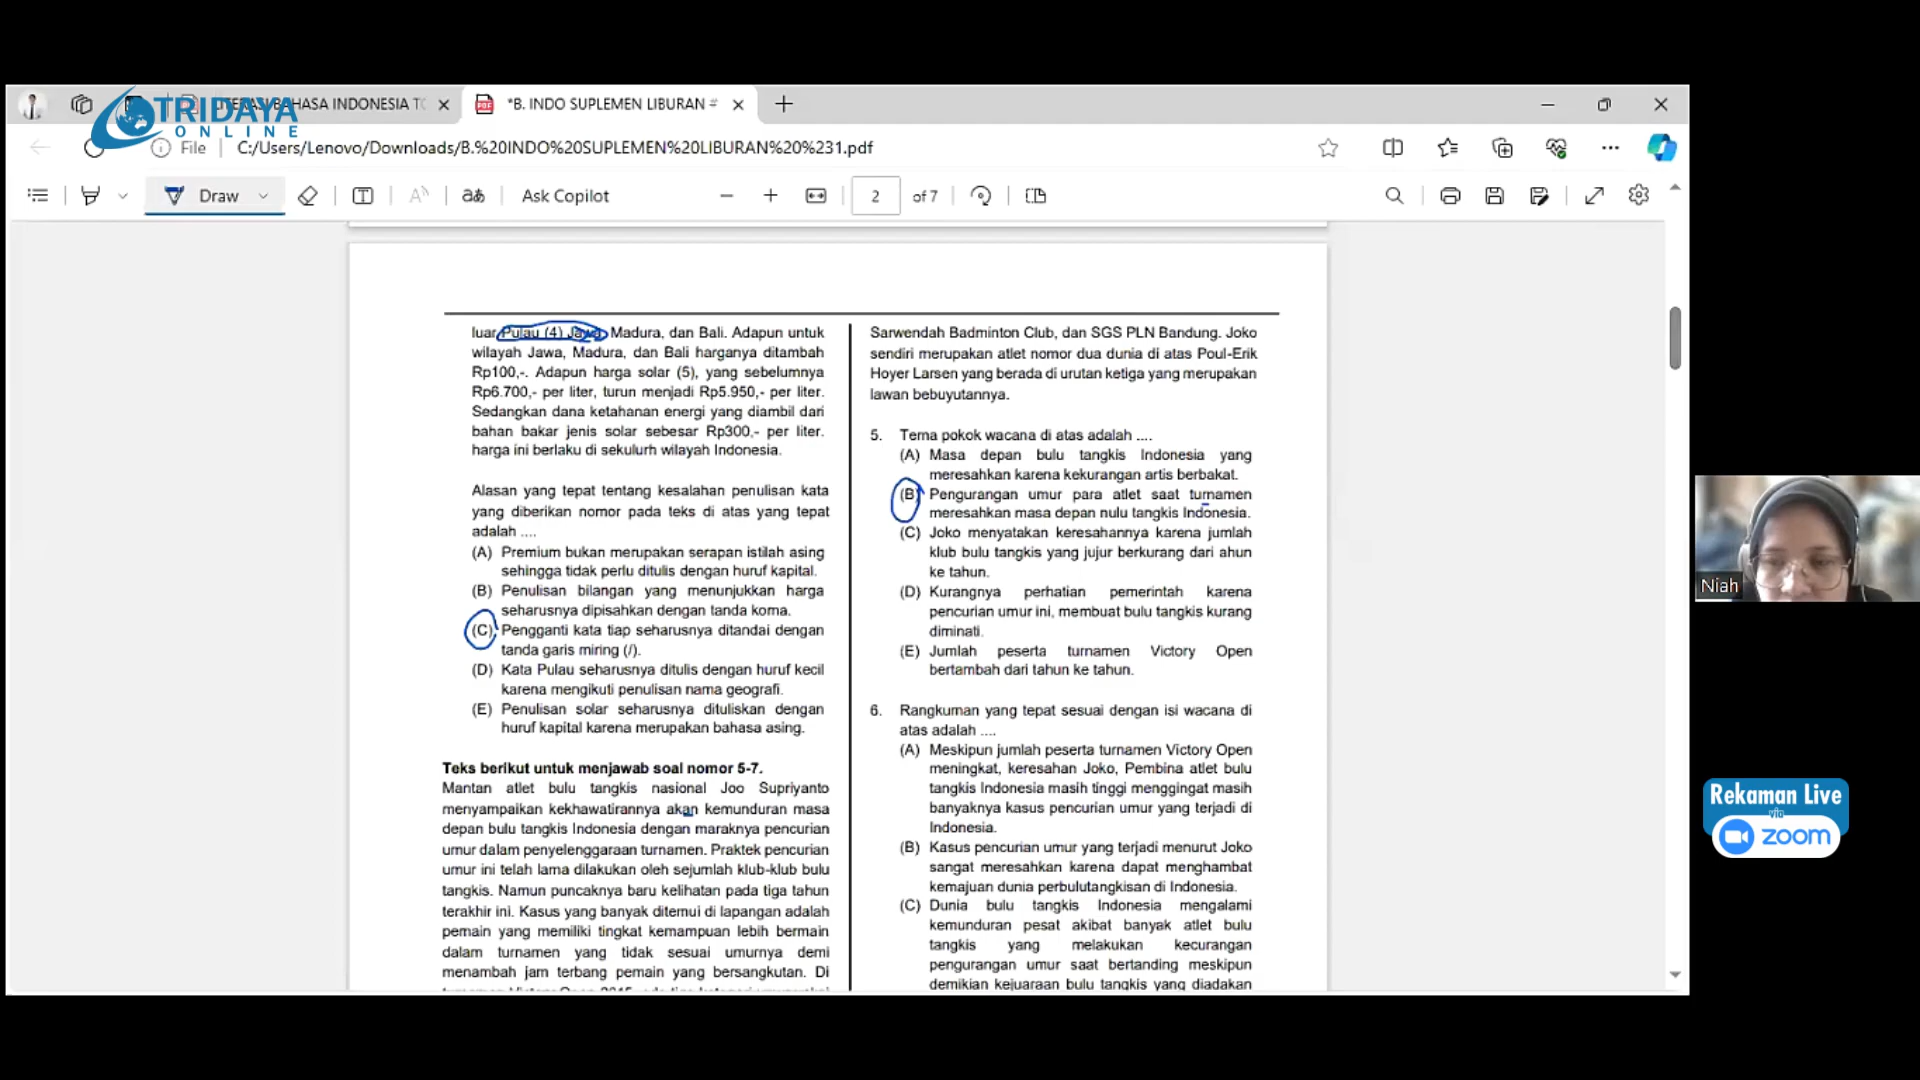 TRIDAYA
ONLINE
LITERASI BAHASA INDONESIA TO
*B. INDO SUPLEMEN LIBURAN #
File
C:/Users/Lenovo/Downloads/B.%20INDO%20SUPLEMEN%20LIBURAN%20%231.pdf
Draw
Ask Copilot
2
of 7
luar Pulau (4) Jawa, Madura, dan Bali. Adapun untuk
wilayah Jawa, Madura, dan Bali harganya ditambah
Rp100,-. Adapun harga solar (5), yang sebelumnya
Rp6.700,- per liter, turun menjadi Rp5.950,- per liter.
Sedangkan dana ketahanan energi yang diambil dari
bahan bakar jenis solar sebesar Rp300,- per liter.
harga ini berlaku di sekulurh wilayah Indonesia.
Alasan yang tepat tentang kesalahan penulisan kata
yang diberikan nomor pada teks di atas yang tepat
adalah ....
(A) Premium bukan merupakan serapan istilah asing
sehingga tidak perlu ditulis dengan huruf kapital.
(B) Penulisan bilangan yang menunjukkan harga
seharusnya dipisahkan dengan tanda koma.
(C) Pengganti kata tiap seharusnya ditandai dengan
tanda garis miring (/).
(D) Kata Pulau seharusnya ditulis dengan huruf kecil
karena mengikuti penulisan nama geografi.
(E) Penulisan solar seharusnya dituliskan dengan
huruf kapital karena merupakan bahasa asing.
Teks berikut untuk menjawab soal nomor 5-7.
Mantan atlet bulu tangkis nasional Joo Supriyanto
menyampaikan kekhawatirannya akan kemunduran masa
depan bulu tangkis Indonesia dengan maraknya pencurian
umur dalam penyelenggaraan turnamen. Praktek pencurian
umur ini telah lama dilakukan oleh sejumlah klub-klub bulu
tangkis. Namun puncaknya baru kelihatan pada tiga tahun
terakhir ini. Kasus yang banyak ditemui di lapangan adalah
pemain yang memiliki tingkat kemampuan lebih bermain
dalam turnamen yang tidak sesuai umurnya demi
menambah jam terbang pemain yang bersangkutan. Di
Sarwendah Badminton Club, dan SGS PLN Bandung. Joko
sendiri merupakan atlet nomor dua dunia di atas Poul-Erik
Hoyer Larsen yang berada di urutan ketiga yang merupakan
lawan bebuyutannya.
5. Tema pokok wacana di atas adalah ....
(A) Masa depan bulu tangkis Indonesia yang
meresahkan karena kekurangan artis berbakat.
(B) Pengurangan umur para atlet saat turnamen
meresahkan masa depan nulu tangkis Indonesia.
(C) Joko menyatakan keresahannya karena jumlah
klub bulu tangkis yang jujur berkurang dari ahun
ke tahun.
(D) Kurangnya perhatian pemerintah karena
pencurian umur ini, membuat bulu tangkis kurang
diminati.
(E) Jumlah peserta turnamen Victory Open
bertambah dari tahun ke tahun.
6. Rangkuman yang tepat sesuai dengan isi wacana di
atas adalah ....
(A) Meskipun jumlah peserta turnamen Victory Open
meningkat, keresahan Joko, Pembina atlet bulu
tangkis Indonesia masih tinggi menggingat masih
banyaknya kasus pencurian umur yang terjadi di
Indonesia.
(B) Kasus pencurian umur yang terjadi menurut Joko
sangat meresahkan karena dapat menghambat
kemajuan dunia perbulutangkisan di Indonesia.
(C) Dunia bulu tangkis Indonesia mengalami
kemunduran pesat akibat banyak atlet bulu
tangkis yang melakukan kecurangan
pengurangan umur saat bertanding meskipun
demikian kejuaraan bulu tangkis yang diadakan
Niah
Rekaman Live
via
zoom